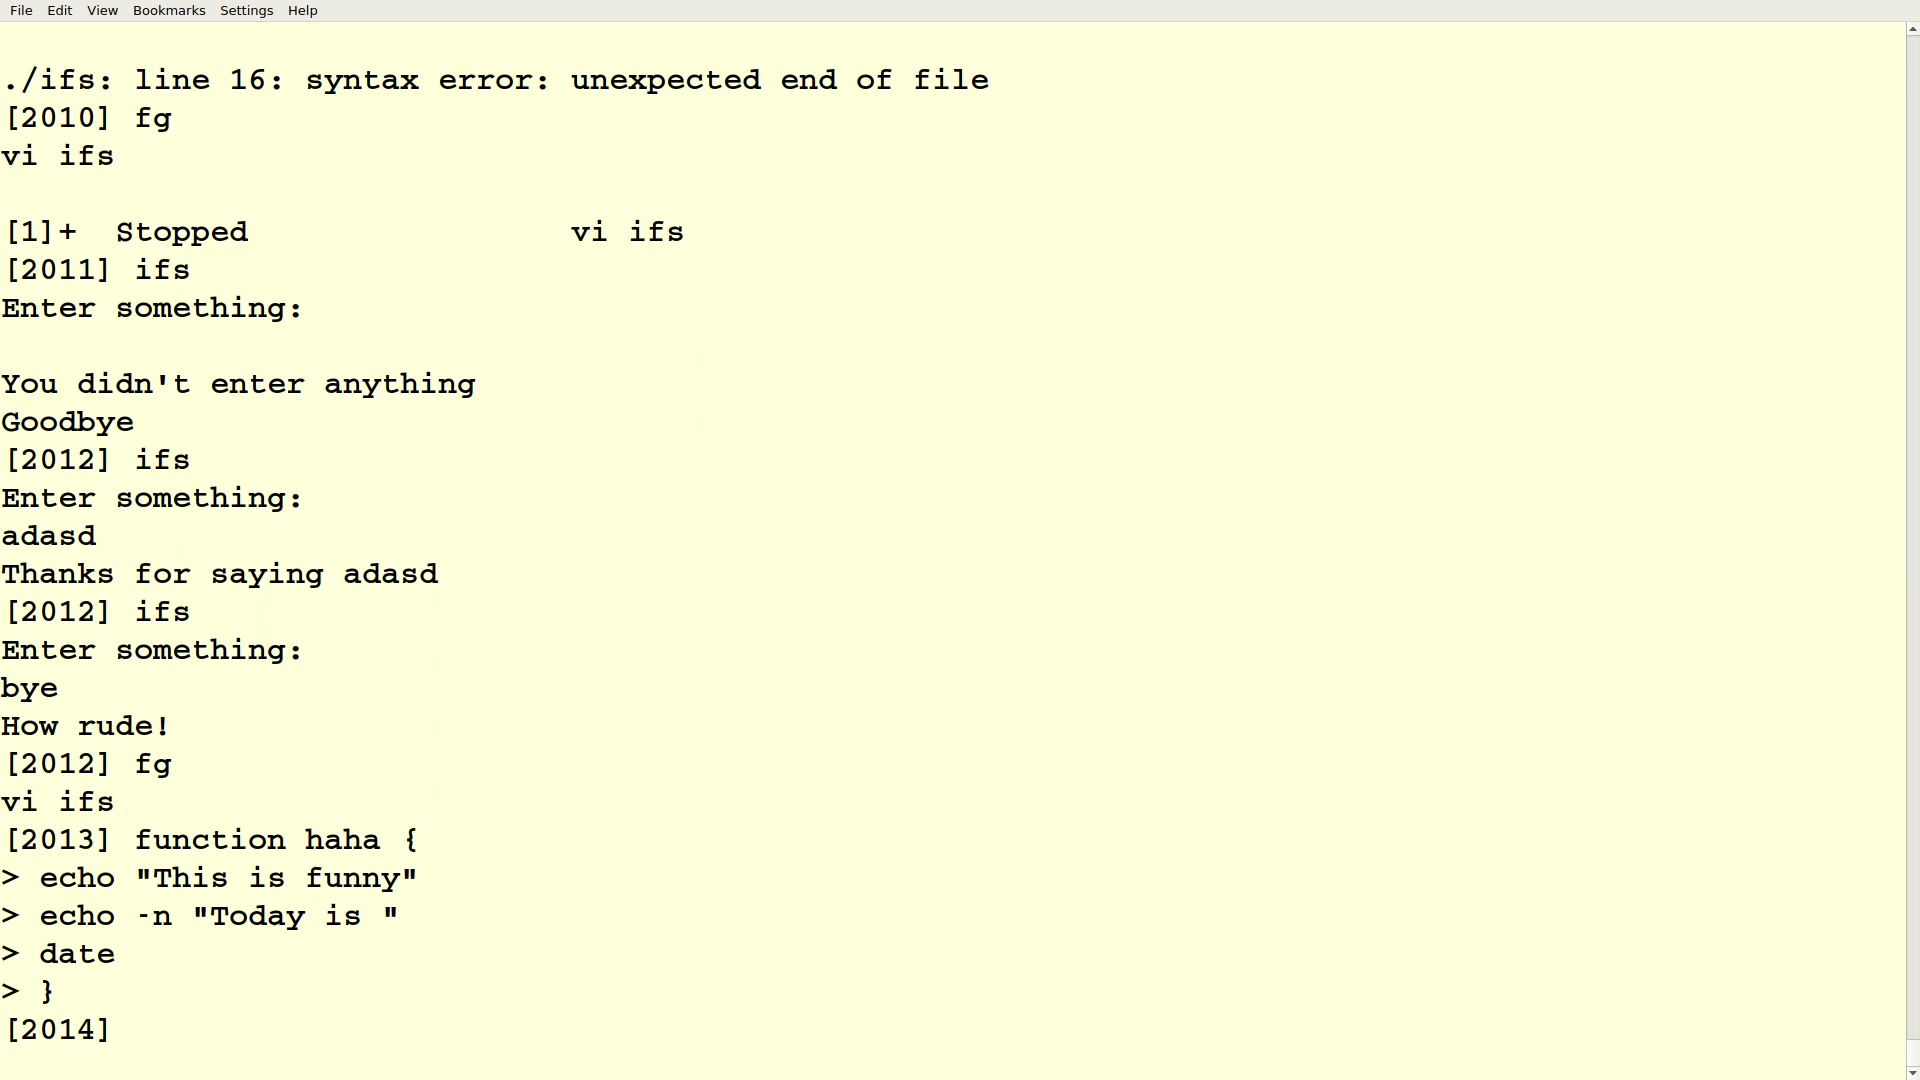 File Edit View Bookmarks Settings Help
./ifs: line 16: syntax error: unexpected end of file
[2010] fg
vi ifs
[1]+  Stopped                 vi ifs
[2011] ifs
Enter something:
You didn't enter anything
Goodbye
[2012] ifs
Enter something:
adasd
Thanks for saying adasd
[2012] ifs
Enter something:
bye
How rude!
[2012] fg
vi ifs
[2013] function haha {
> echo "This is funny"
> echo -n "Today is "
> date
> }
[2014]